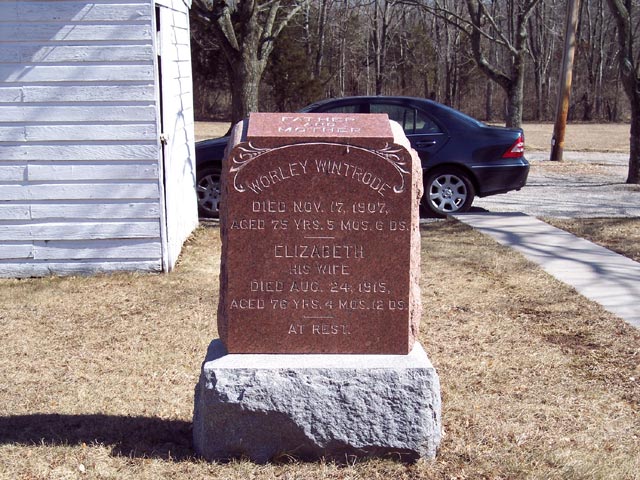 FATHER
AND
MOTHER
WORLEY WINTRODE
DIED NOV. 17, 1907,
AGED 75 YRS. 5 MOS. 6 DS.
ELIZABETH
HIS WIFE
DIED AUG. 24, 1915,
AGED 76 YRS. 4 MOS. 12 DS.
AT REST.